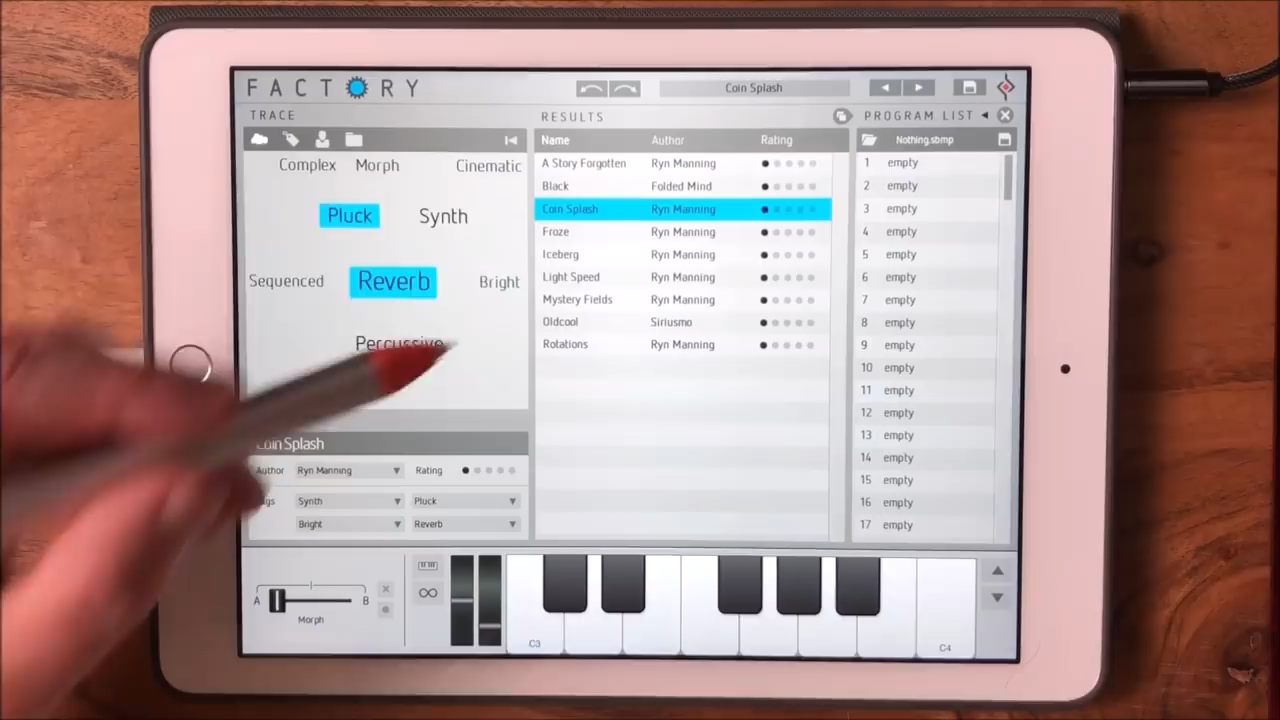 FACTORY
Coin Splash
TRACE
RESULTS
PROGRAM LIST
Name Author Rating
Nothing.sbmp
Complex Morph Cinematic
Pluck Synth
Sequenced Reverb Bright
Percussive
A Story Forgotten Ryn Manning
Black Folded Mind
Coin Splash Ryn Manning
Froze Ryn Manning
Iceberg Ryn Manning
Light Speed Ryn Manning
Mystery Fields Ryn Manning
Oldcool Siriusmo
Rotations Ryn Manning
1 empty
2 empty
3 empty
4 empty
5 empty
6 empty
7 empty
8 empty
9 empty
10 empty
11 empty
12 empty
13 empty
14 empty
15 empty
16 empty
17 empty
Coin Splash
Author Ryn Manning Rating
Synth Pluck
Bright Reverb
A B
Morph
C3 C4